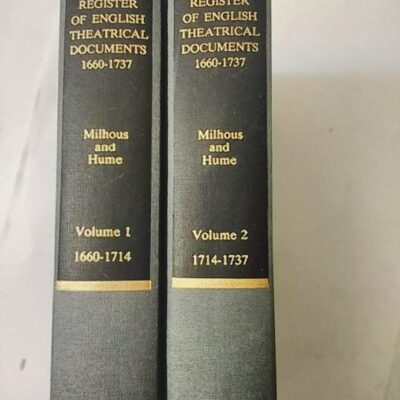 REGISTER
OF ENGLISH
THEATRICAL
DOCUMENTS
1660-1737
Milhous
and
Hume
Volume 1
1660-1714
REGISTER
OF ENGLISH
THEATRICAL
DOCUMENTS
1660-1737
Milhous
and
Hume
Volume 2
1714-1737